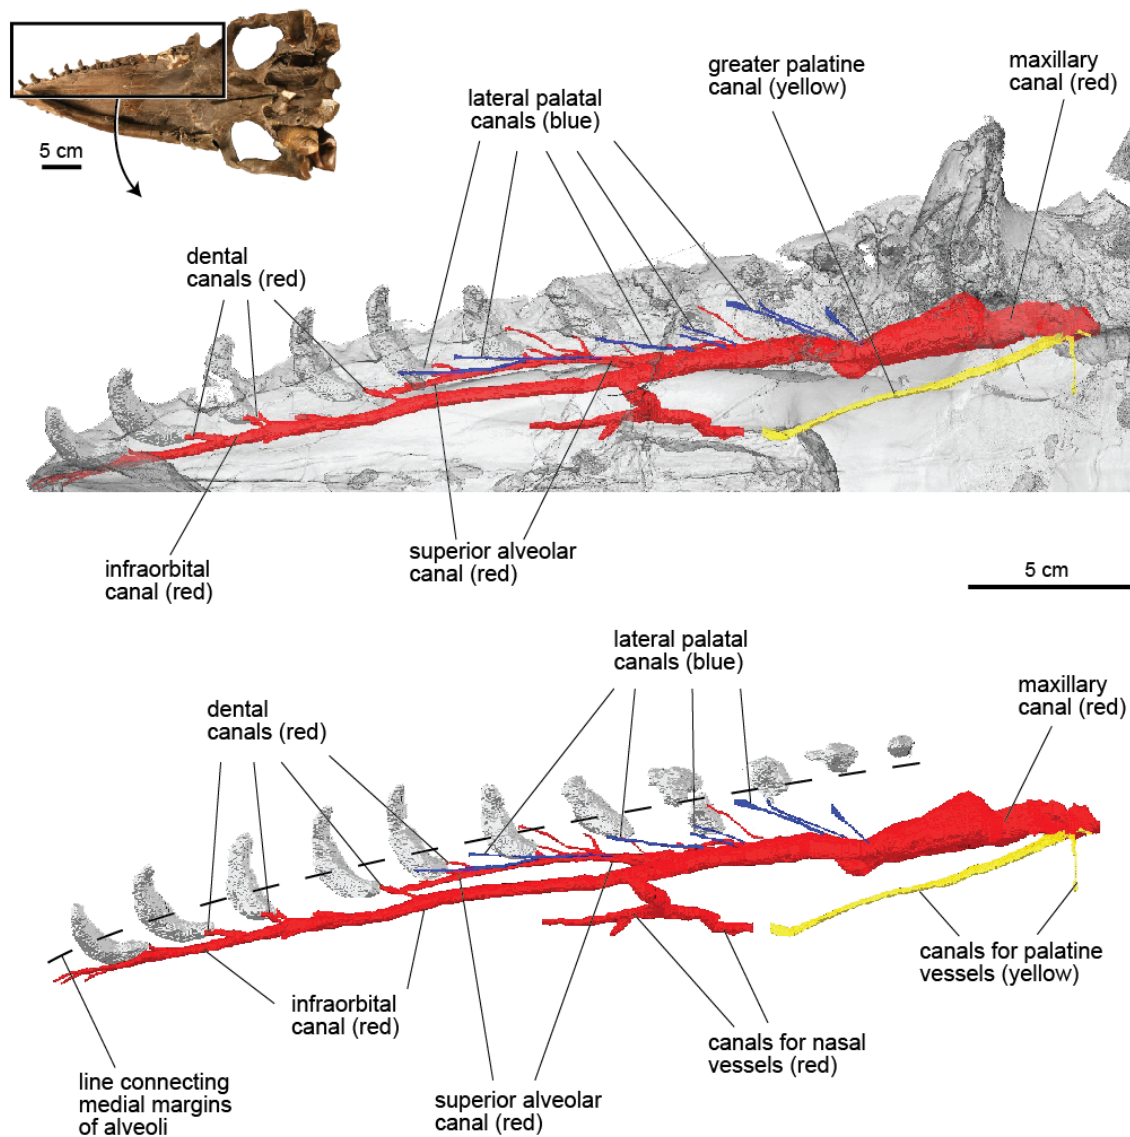 5 cm
lateral palatal
canals (blue)
greater palatine
canal (yellow)
maxillary
canal (red)
dental
canals (red)
infraorbital
canal (red)
superior alveolar
canal (red)
5 cm
lateral palatal
canals (blue)
maxillary
canal (red)
dental
canals (red)
infraorbital
canal (red)
canals for palatine
vessels (yellow)
canals for nasal
vessels (red)
line connecting
medial margins
of alveoli
superior alveolar
canal (red)